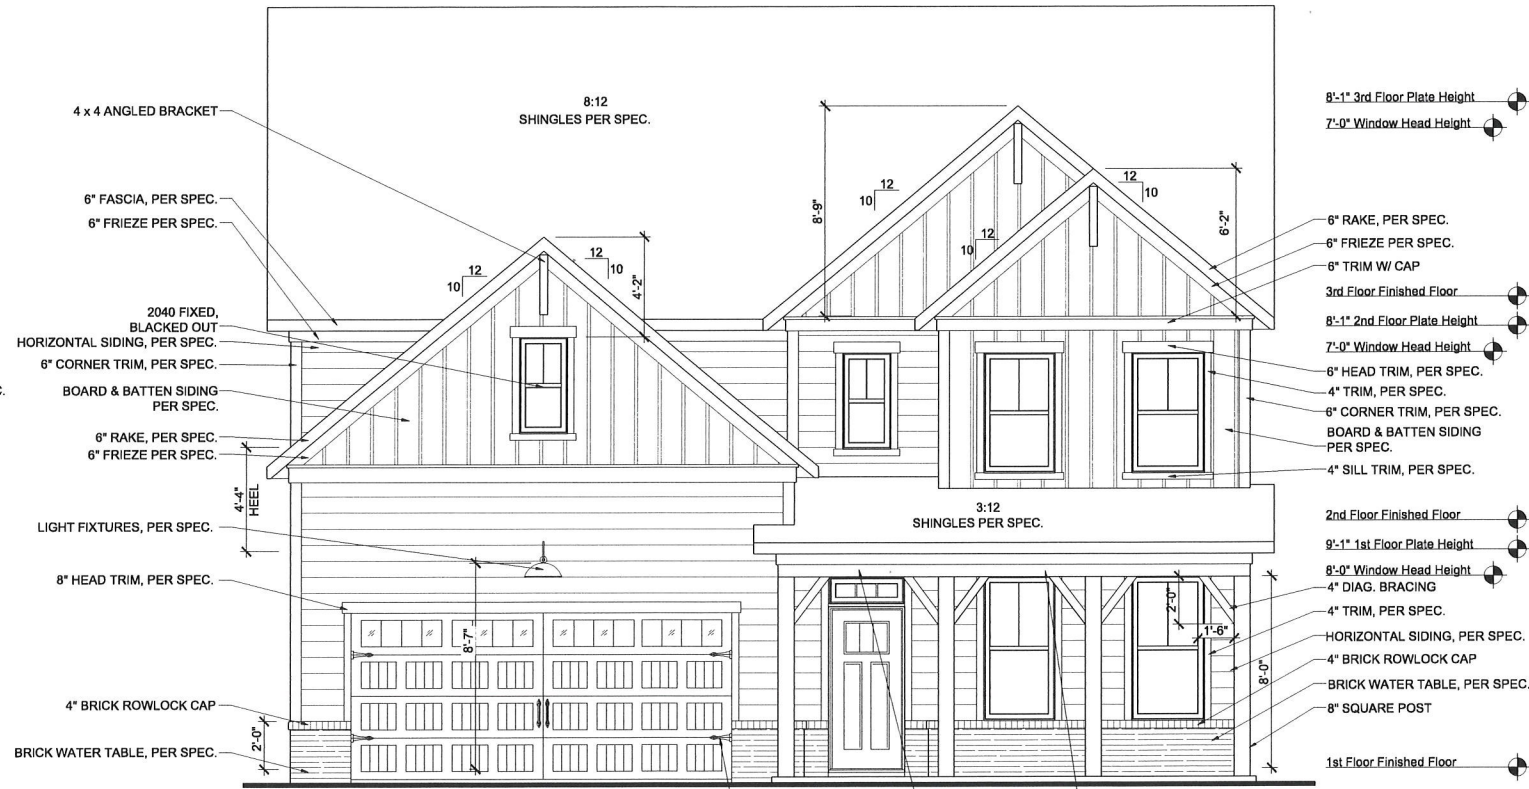 8:12
SHINGLES PER SPEC.
4 x 4 ANGLED BRACKET
6" FASCIA, PER SPEC.
6" FRIEZE PER SPEC.
2040 FIXED,
BLACKED OUT
HORIZONTAL SIDING, PER SPEC.
6" CORNER TRIM, PER SPEC.
C.
BOARD & BATTEN SIDING
PER SPEC.
6" RAKE, PER SPEC.
6" FRIEZE PER SPEC.
4'-4"
HEEL
LIGHT FIXTURES, PER SPEC.
8" HEAD TRIM, PER SPEC.
4" BRICK ROWLOCK CAP
2'-0"
BRICK WATER TABLE, PER SPEC.
12
10
12
10
4'-2"
8'-7"
8'-9"
12
10
12
10
12
10
6'-2"
3:12
SHINGLES PER SPEC.
2'-0"
1'-6"
8'-0"
8'-1" 3rd Floor Plate Height
7'-0" Window Head Height
6" RAKE, PER SPEC.
6" FRIEZE PER SPEC.
6" TRIM W/ CAP
3rd Floor Finished Floor
8'-1" 2nd Floor Plate Height
7'-0" Window Head Height
6" HEAD TRIM, PER SPEC.
4" TRIM, PER SPEC.
6" CORNER TRIM, PER SPEC.
BOARD & BATTEN SIDING
PER SPEC.
4" SILL TRIM, PER SPEC.
2nd Floor Finished Floor
9'-1" 1st Floor Plate Height
8'-0" Window Head Height
4" DIAG. BRACING
4" TRIM, PER SPEC.
HORIZONTAL SIDING, PER SPEC.
4" BRICK ROWLOCK CAP
BRICK WATER TABLE, PER SPEC.
8" SQUARE POST
1st Floor Finished Floor